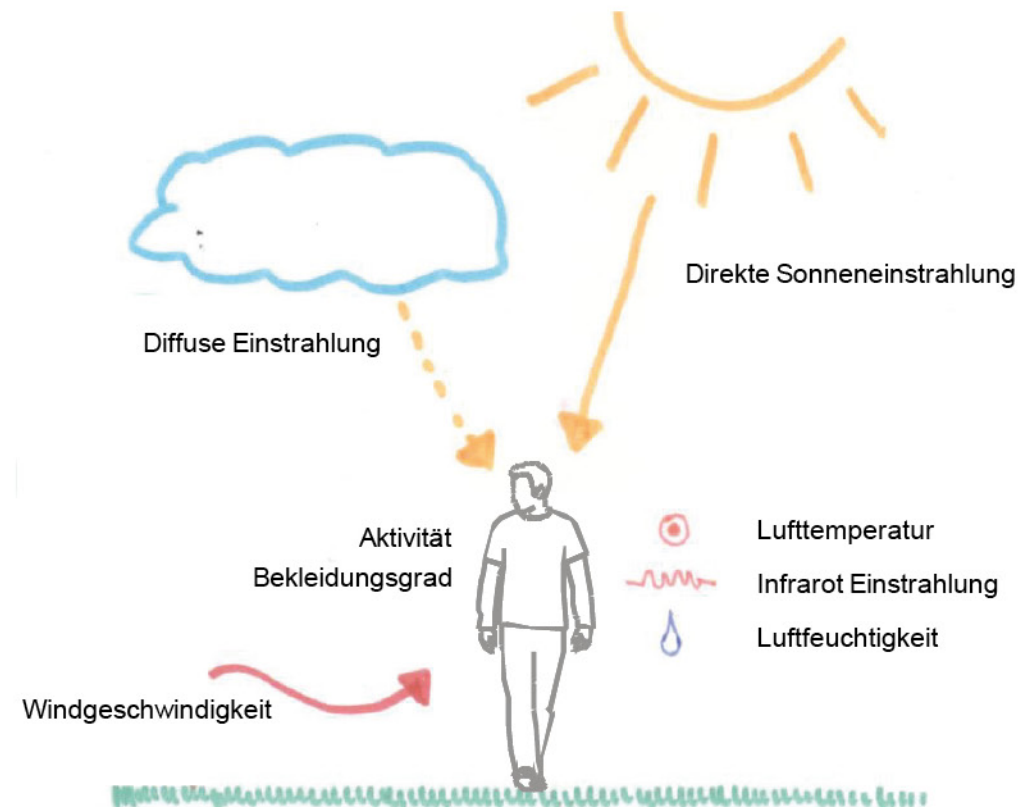 Direkte Sonneneinstrahlung
Diffuse Einstrahlung
Aktivität
Bekleidungsgrad
Lufttemperatur
Infrarot Einstrahlung
Luftfeuchtigkeit
Windgeschwindigkeit